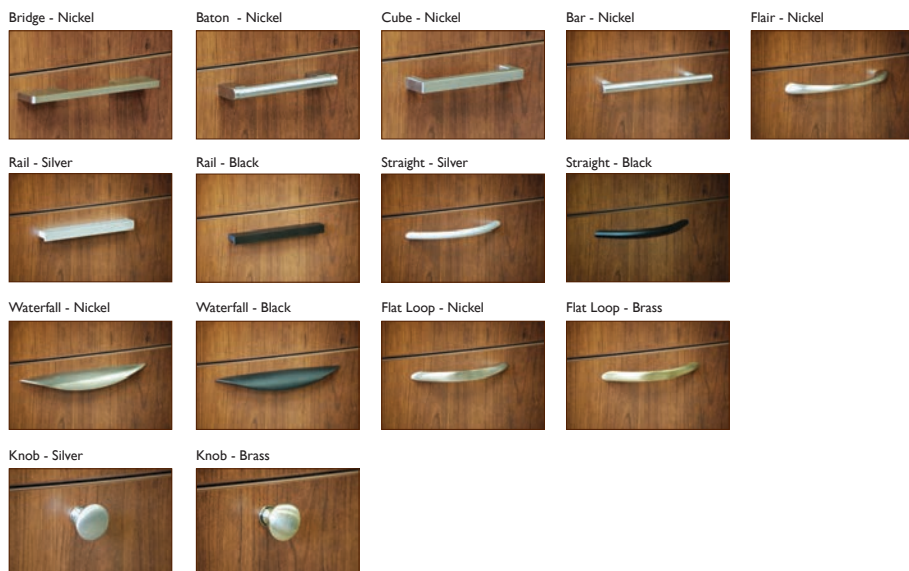 Bridge - Nickel
Baton - Nickel
Cube - Nickel
Bar - Nickel
Flair - Nickel
Rail - Silver
Rail - Black
Straight - Silver
Straight - Black
Waterfall - Nickel
Waterfall - Black
Flat Loop - Nickel
Flat Loop - Brass
Knob - Silver
Knob - Brass